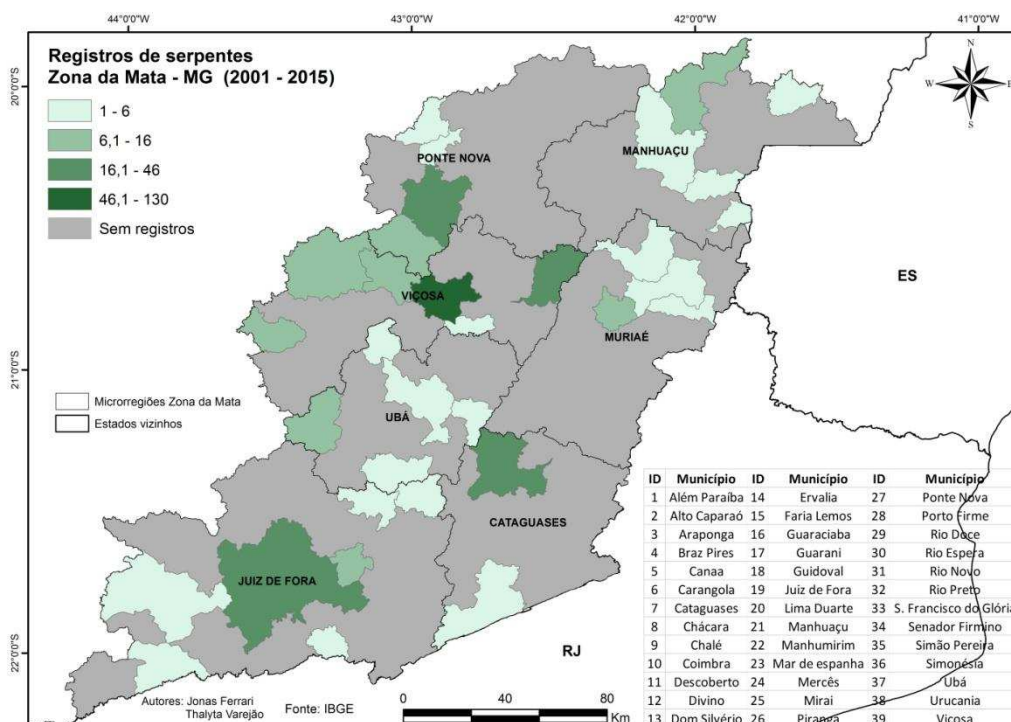 44°0'0"O
43°0'0"O
42°0'0"O
41°0'0"O
Registros de serpentes
Zona da Mata - MG (2001 - 2015)
1 - 6
6,1 - 16
16,1 - 46
46,1 - 130
Sem registros
N
W
E
S
20°0'0"S
21°0'0"S
22°0'0"S
PONTE NOVA
MANHUAÇU
VIÇOSA
MURIAÉ
UBÁ
CATAGUASES
JUIZ DE FORA
ES
RJ
Microrregiões Zona da Mata
Estados vizinhos
ID Município ID Município ID Município
1 Além Paraíba 14 Ervalia 27 Ponte Nova
2 Alto Caparaó 15 Faria Lemos 28 Porto Firme
3 Araponga 16 Guaraciaba 29 Rio Doce
4 Braz Pires 17 Guarani 30 Rio Espera
5 Canaa 18 Guidoval 31 Rio Novo
6 Carangola 19 Juiz de Fora 32 Rio Preto
7 Cataguases 20 Lima Duarte 33 S. Francisco do Glória
8 Chácara 21 Manhuaçu 34 Senador Firmino
9 Chalé 22 Manhumirim 35 Simão Pereira
10 Coimbra 23 Mar de espanha 36 Simonésia
11 Descoberto 24 Mercês 37 Ubá
12 Divino 25 Mirai 38 Urucania
13 Dom Silvério 26 Piranga 39 Viçosa
Autores: Jonas Ferrari
Thalyta Varejão
Fonte: IBGE
0 40 80
Km